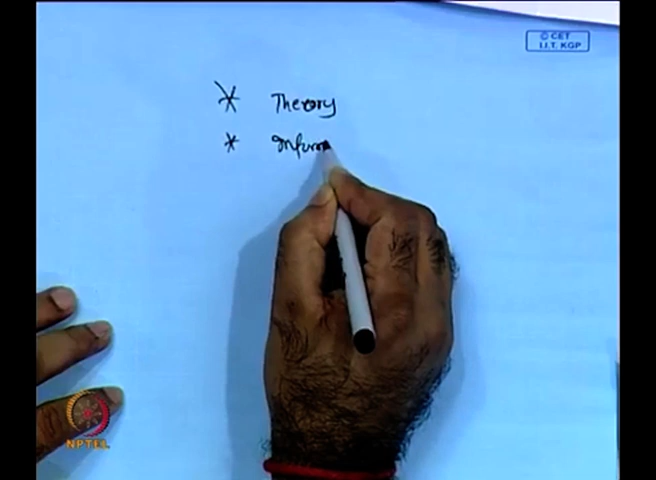 © CET
I.I.T. KGP
* Theory
* Infor
NPTEL